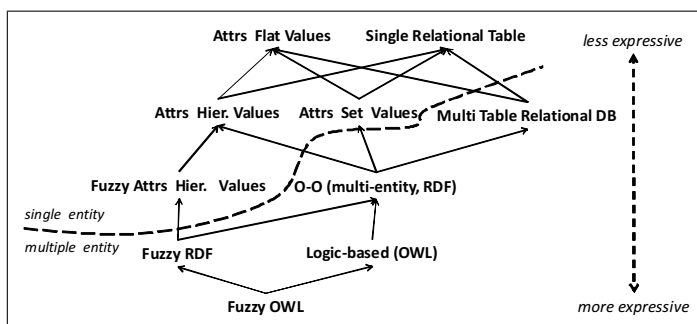 Attrs Flat Values Single Relational Table
less expressive
Attrs Hier. Values Attrs Set Values Multi Table Relational DB
Fuzzy Attrs Hier. Values O-O (multi-entity, RDF)
single entity
multiple entity
Fuzzy RDF Logic-based (OWL)
Fuzzy OWL
more expressive